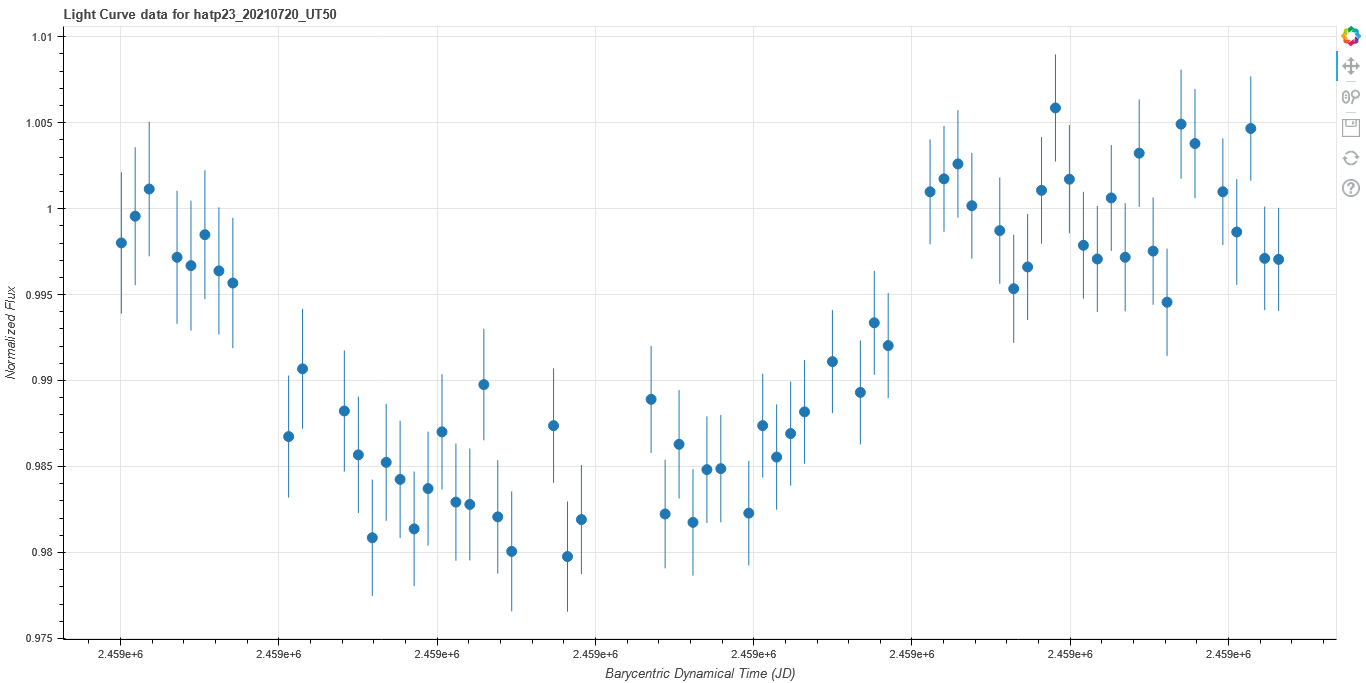 Light Curve data for hatp23_20210720_UT50
1.01
1.005
1
0.995
0.99
0.985
0.98
0.975
Normalized Flux
2.459e+6 2.459e+6 2.459e+6 2.459e+6 2.459e+6 2.459e+6 2.459e+6 2.459e+6
Barycentric Dynamical Time (JD)